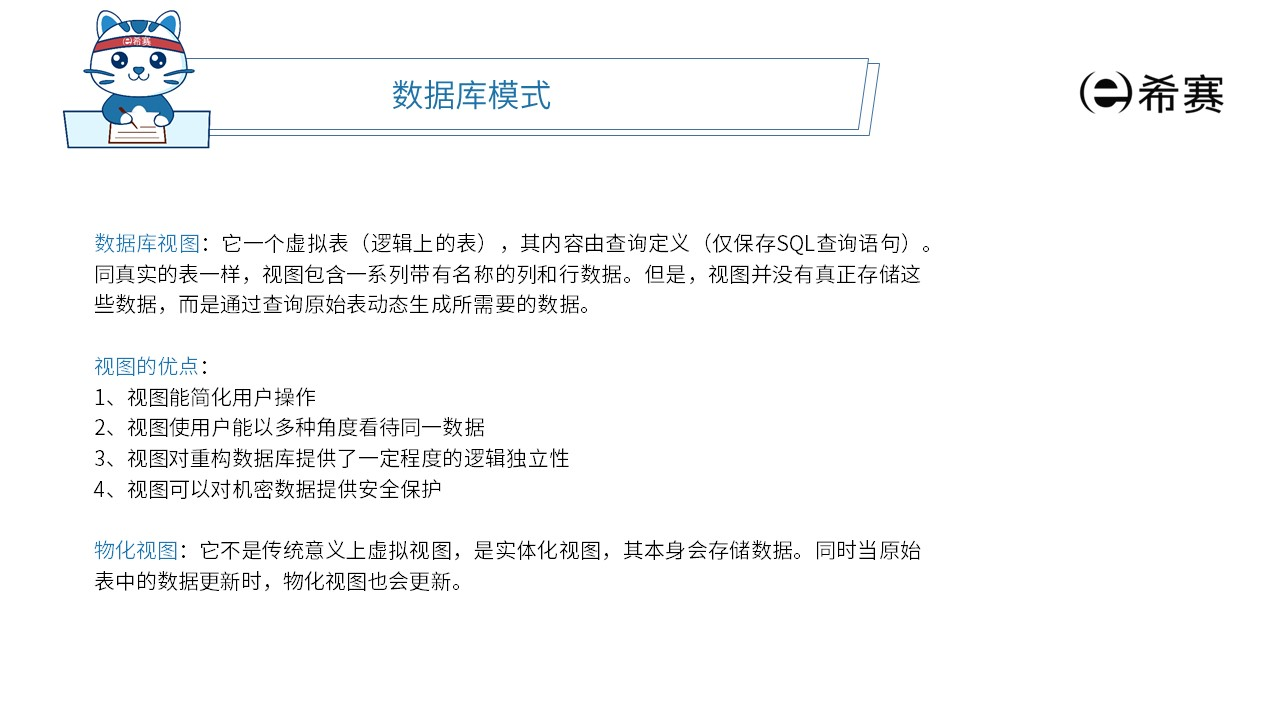 希赛
数据库模式
希赛
数据库视图：它一个虚拟表（逻辑上的表），其内容由查询定义（仅保存SQL查询语句）。
同真实的表一样，视图包含一系列带有名称的列和行数据。但是，视图并没有真正存储这
些数据，而是通过查询原始表动态生成所需要的数据。
视图的优点：
1、视图能简化用户操作
2、视图使用户能以多种角度看待同一数据
3、视图对重构数据库提供了一定程度的逻辑独立性
4、视图可以对机密数据提供安全保护
物化视图：它不是传统意义上虚拟视图，是实体化视图，其本身会存储数据。同时当原始
表中的数据更新时，物化视图也会更新。